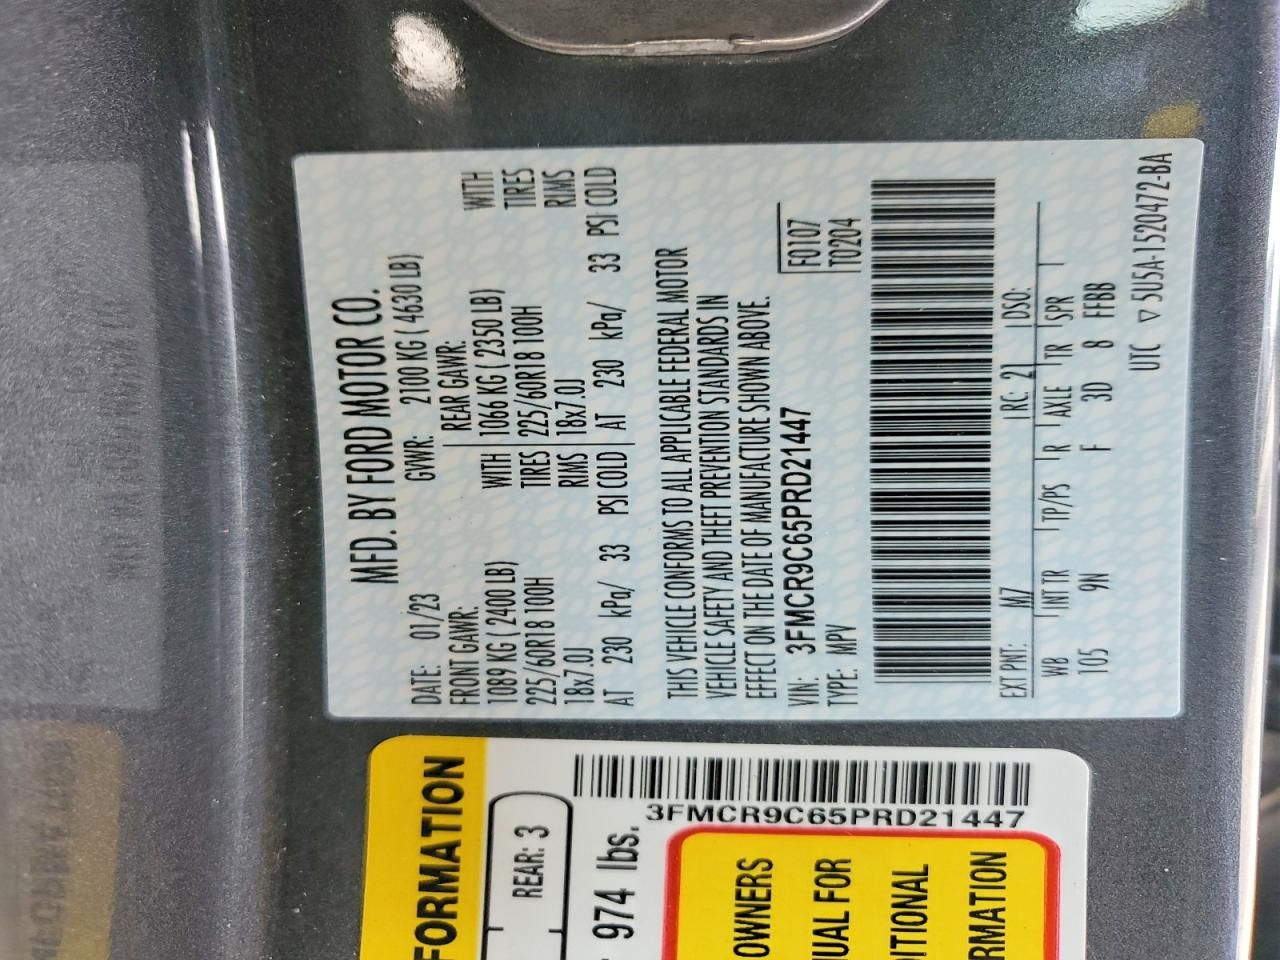 MFD. BY FORD MOTOR CO.
DATE: 01/23 GVWR: 2100 KG ( 4630 LB)
FRONT GAWR: REAR GAWR:
1089 KG ( 2400 LB) WITH 1066 KG ( 2350 LB) WITH
225/60R18 100H TIRES 225/60R18 100H TIRES
18x7.0J RIMS 18x7.0J RIMS
AT 230 kPa/ 33 PSI COLD AT 230 kPa/ 33 PSI COLD
THIS VEHICLE CONFORMS TO ALL APPLICABLE FEDERAL MOTOR
VEHICLE SAFETY AND THEFT PREVENTION STANDARDS IN
EFFECT ON THE DATE OF MANUFACTURE SHOWN ABOVE.
VIN: 3FMCR9C65PRD21447 F0107
TYPE: MPV T0204
EXT PNT: M7 RC: 21 DSO:
WB INT TR TP/PS R AXLE TR SPR
105 9N F 3D 8 FFBB
UTC ▽ 5U5A-1520472-BA
FORMATION
REAR: 3
974 lbs.
3FMCR9C65PRD21447
OWNERS
UAL FOR
DITIONAL
RMATION